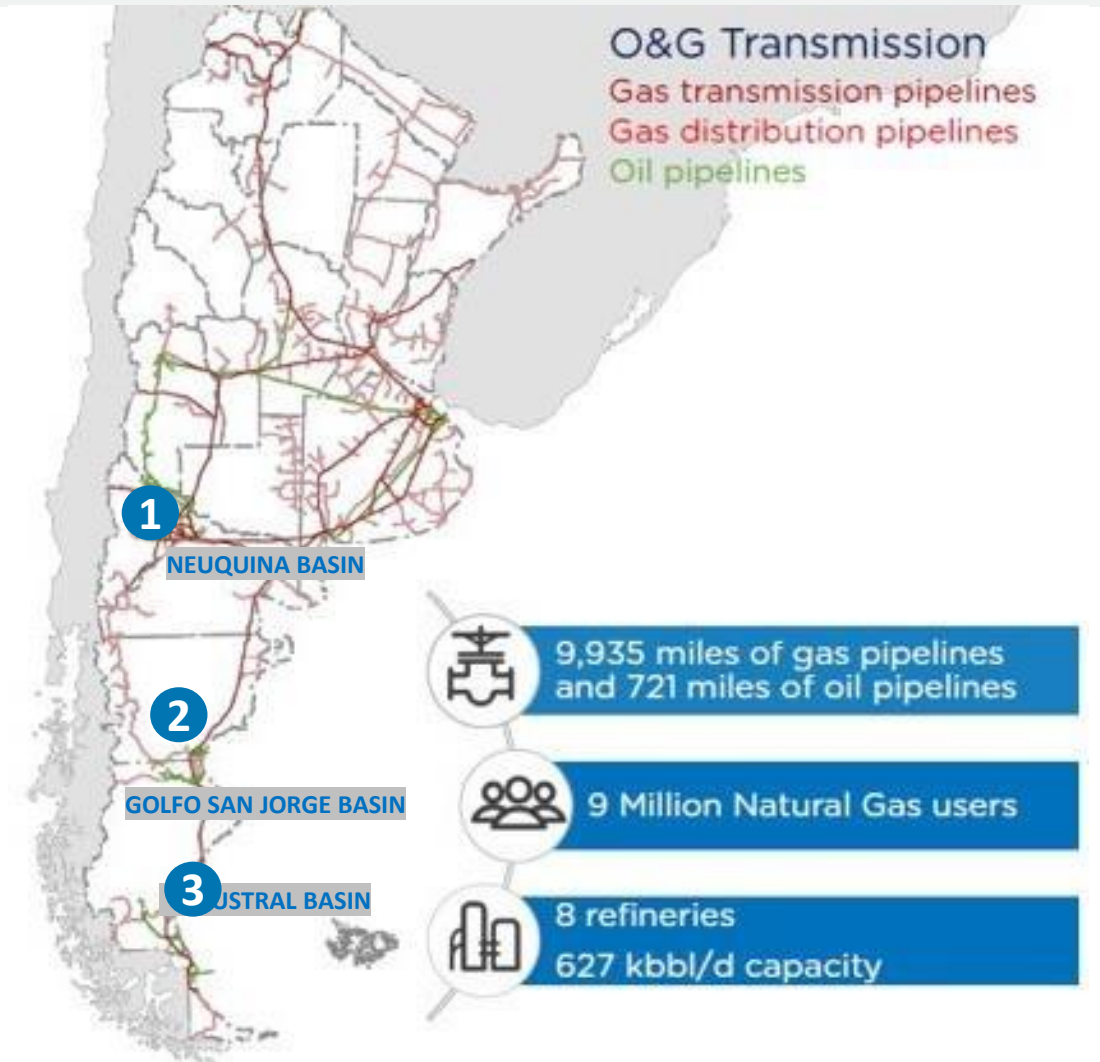 O&G Transmission
Gas transmission pipelines
Gas distribution pipelines
Oil pipelines
1
NEUQUINA BASIN
9,935 miles of gas pipelines
and 721 miles of oil pipelines
2
GOLFO SAN JORGE BASIN
9 Million Natural Gas users
3
USTRAL BASIN
8 refineries
627 kbbl/d capacity